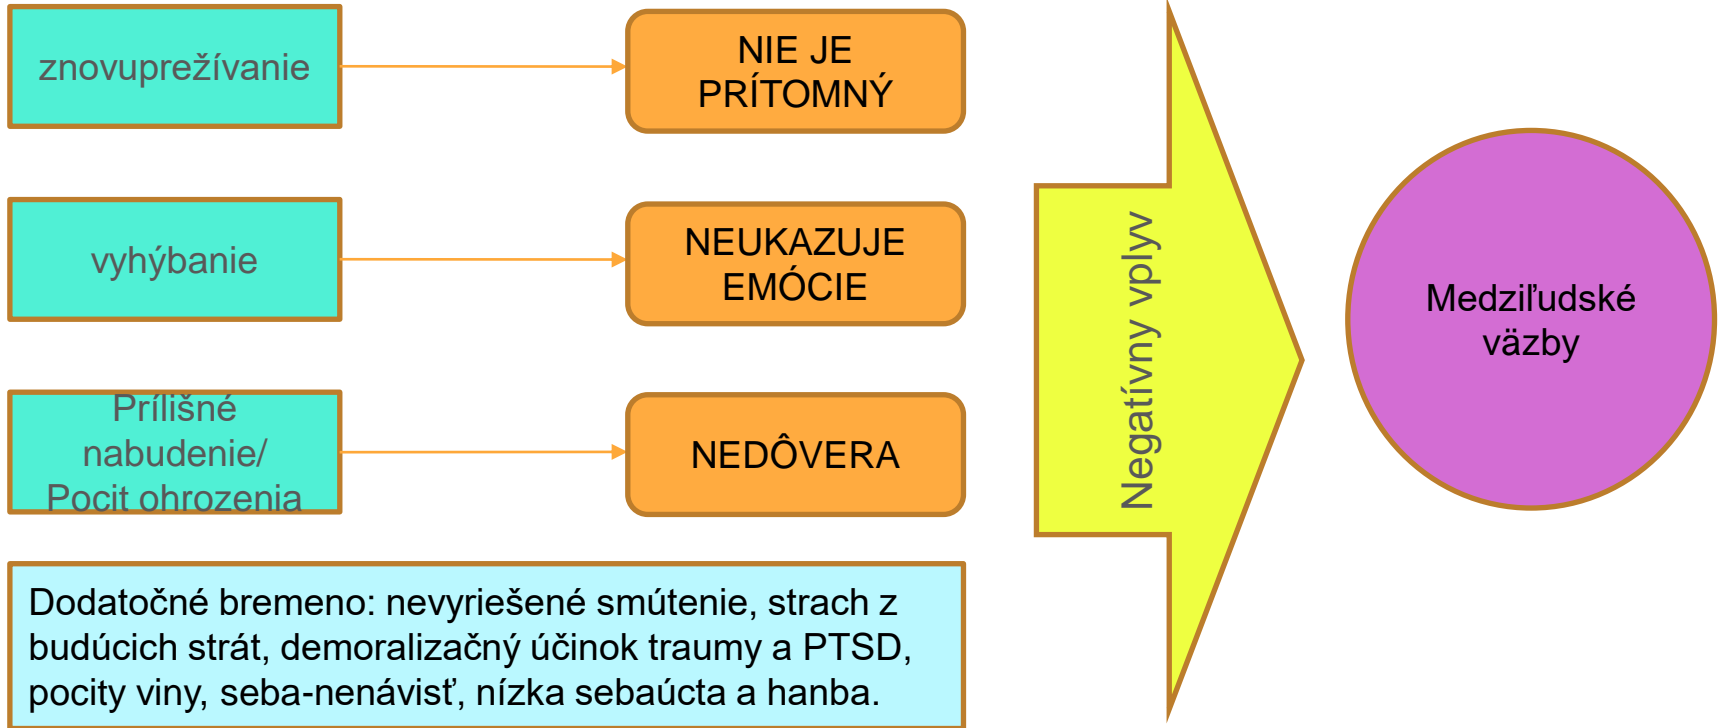 znovuprežívanie
NIE JE
PRÍTOMNÝ
vyhýbanie
NEUKAZUJE
EMÓCIE
Prílišné
nabudenie/
Pocit ohrozenia
NEDÔVERA
Dodatočné bremeno: nevyriešené smútenie, strach z
budúcich strát, demoralizačný účinok traumy a PTSD,
pocity viny, seba-nenávisť, nízka sebaúcta a hanba.
Negatívny vplyv
Medziľudské
väzby